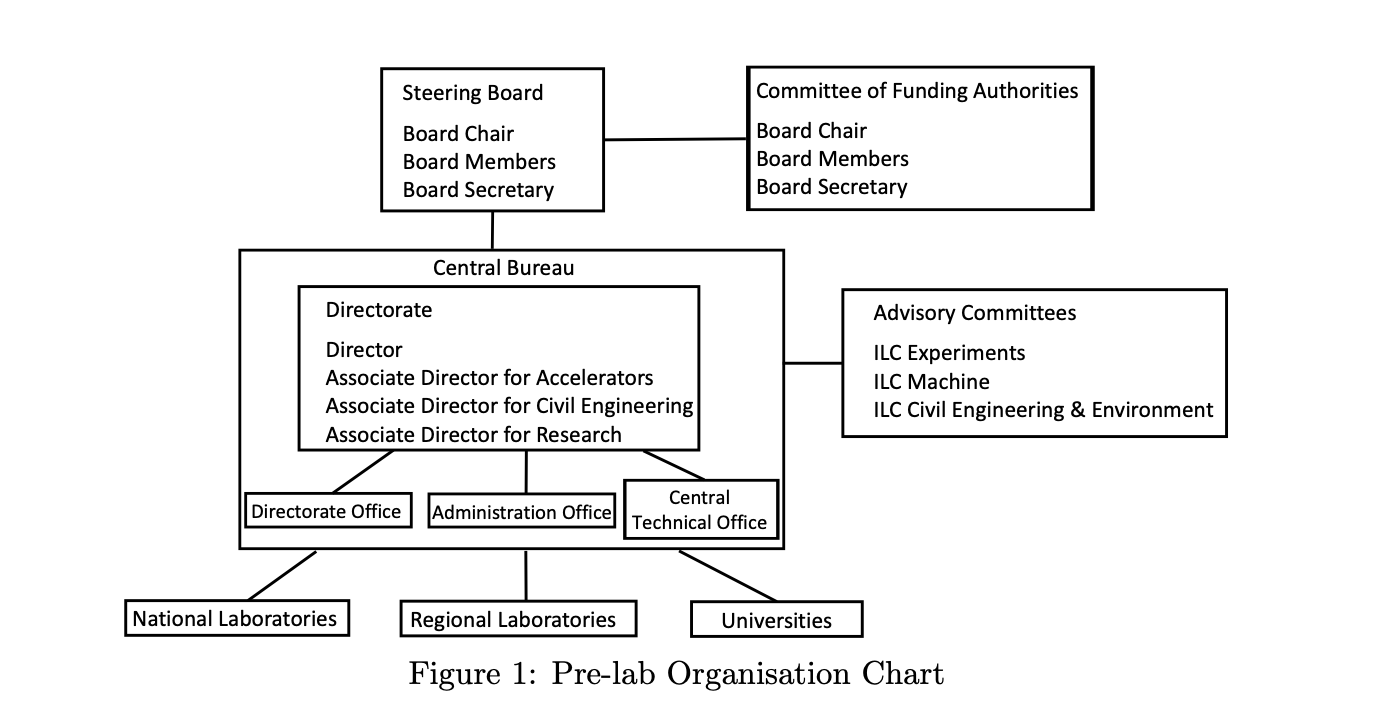 Steering Board
Board Chair
Board Members
Board Secretary
Committee of Funding Authorities
Board Chair
Board Members
Board Secretary
Central Bureau
Directorate
Director
Associate Director for Accelerators
Associate Director for Civil Engineering
Associate Director for Research
Advisory Committees
ILC Experiments
ILC Machine
ILC Civil Engineering & Environment
Directorate Office
Administration Office
Central
Technical Office
National Laboratories
Regional Laboratories
Universities
Figure 1: Pre-lab Organisation Chart